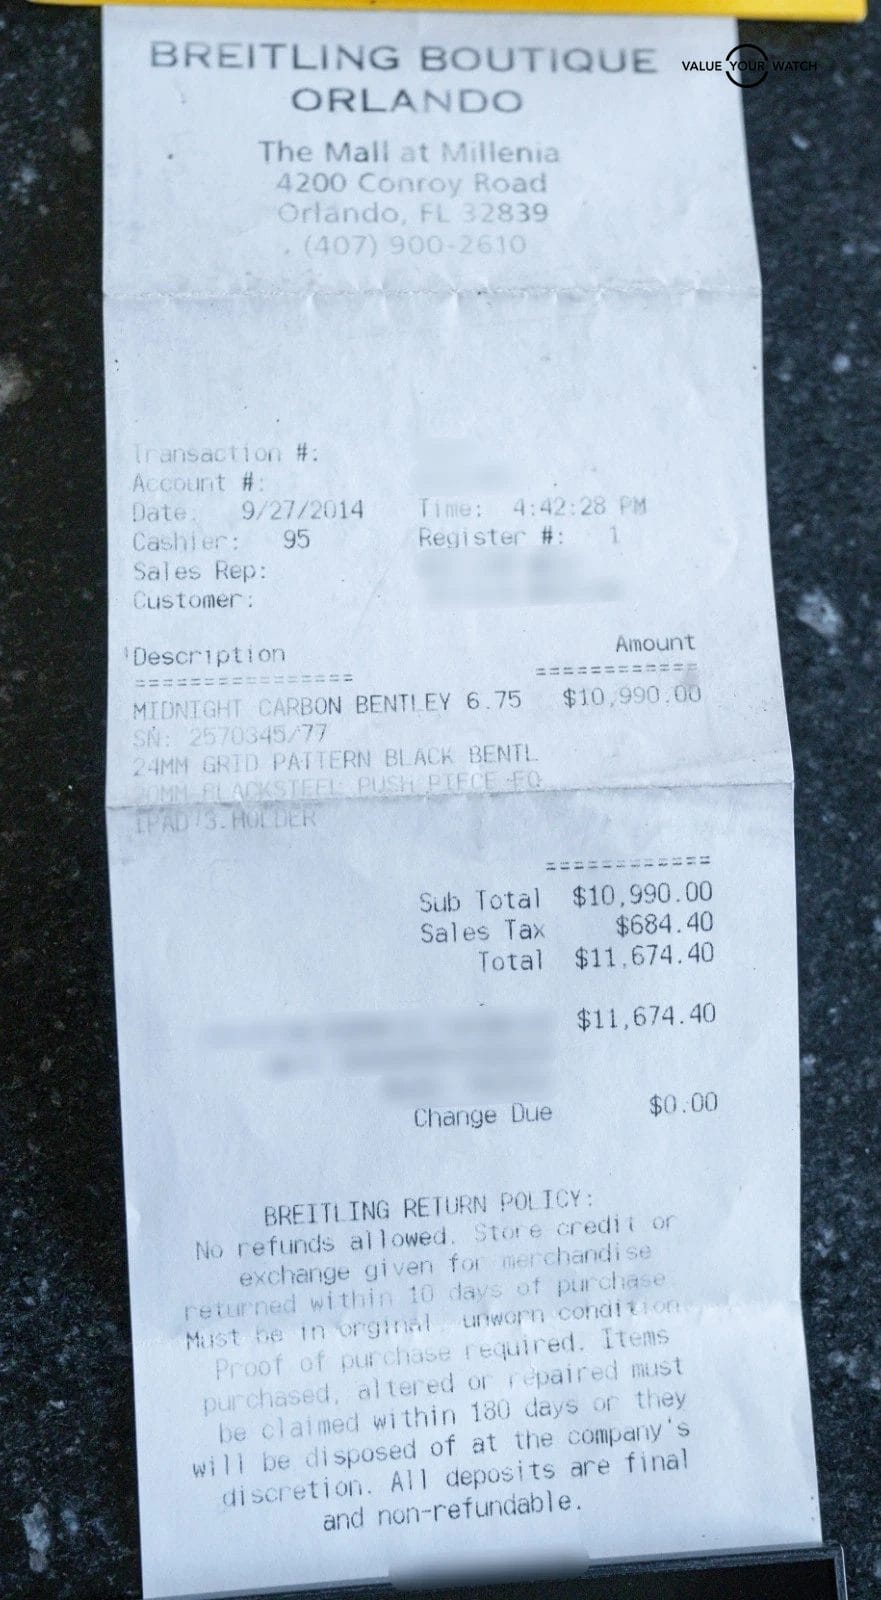 BREITLING BOUTIQUE
ORLANDO
VALUE YOUR WATCH
The Mall at Millenia
4200 Conroy Road
Orlando, FL 32839
(407) 900-2610
Transaction #:
Account #:
Date: 9/27/2014 Time: 4:42:28 PM
Cashier: 95 Register #: 1
Sales Rep:
Customer:
Description Amount
================ ============
MIDNIGHT CARBON BENTLEY 6.75 $10,990.00
SN: 2570345/77
24MM GRID PATTERN BLACK BENTL
20MM BLACKSTEEL PUSH PIECE FO
IPAD 3 HOLDER
============
Sub Total $10,990.00
Sales Tax $684.40
Total $11,674.40
$11,674.40
Change Due $0.00
BREITLING RETURN POLICY:
No refunds allowed. Store credit or
exchange given for merchandise
returned within 10 days of purchase.
Must be in orginal, unworn condition.
Proof of purchase required. Items
purchased, altered or repaired must
be claimed within 180 days or they
will be disposed of at the company's
discretion. All deposits are final
and non-refundable.